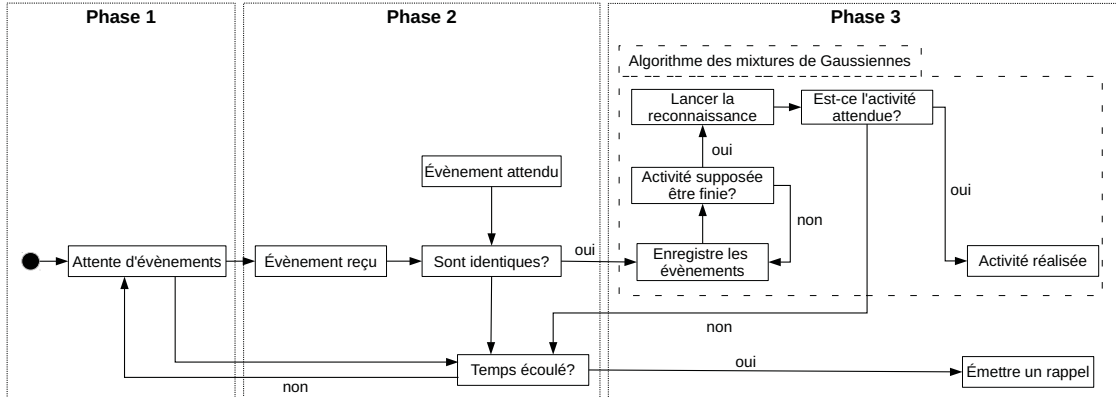 Phase 1
Phase 2
Phase 3
Algorithme des mixtures de Gaussiennes
Lancer la
reconnaissance
Est-ce l'activité
attendue?
oui
Évènement attendu
Activité supposée
être finie?
oui
non
oui
Attente d'évènements
Évènement reçu
Sont identiques?
Enregistre les
évènements
Activité réalisée
non
Temps écoulé?
oui
Émettre un rappel
non